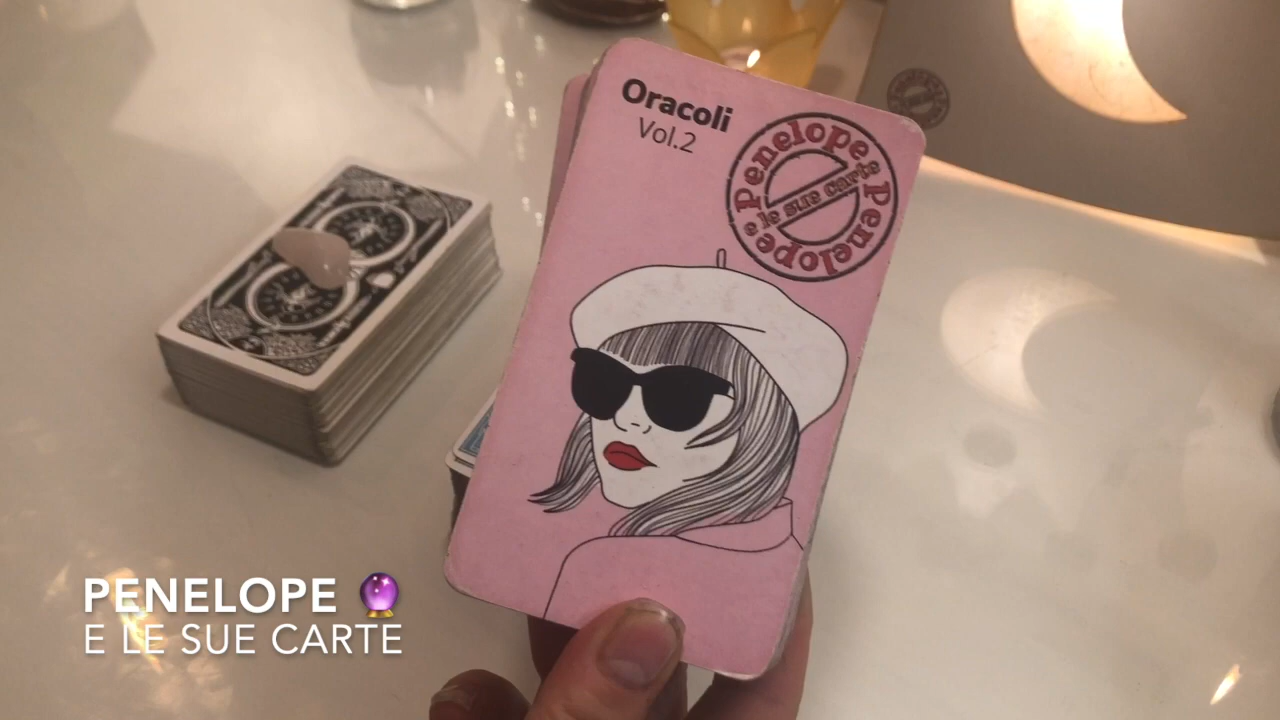 Oracoli
Vol.2
Penelope & Penelope
e le sue carte
PENELOPE 🔮
E LE SUE CARTE